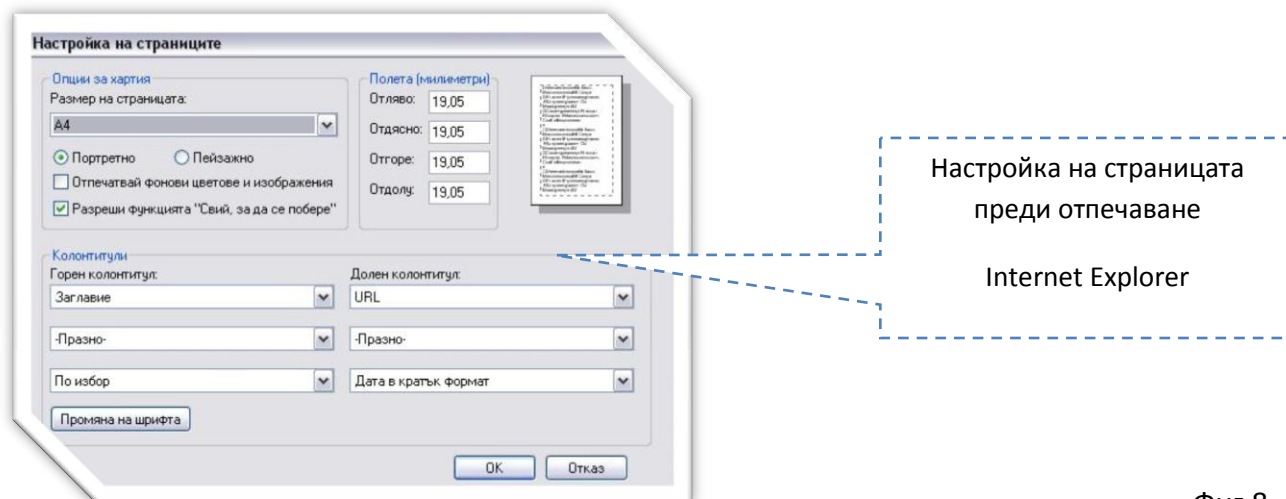 Настройка на страниците
Опции за хартия
Размер на страницата:
A4
Портретно
Пейзажно
Отпечатвай фонови цветове и изображения
Разреши функцията "Свий, за да се побере"
Полета (милиметри)
Отляво: 19,05
Отдясно: 19,05
Отгоре: 19,05
Отдолу: 19,05
Колонтитули
Горен колонтитул:
Заглавие
-Празно-
По избор
Долен колонтитул:
URL
-Празно-
Дата в кратък формат
Промяна на шрифта
OK
Отказ
Настройка на страницата
преди отпечаване
Internet Explorer